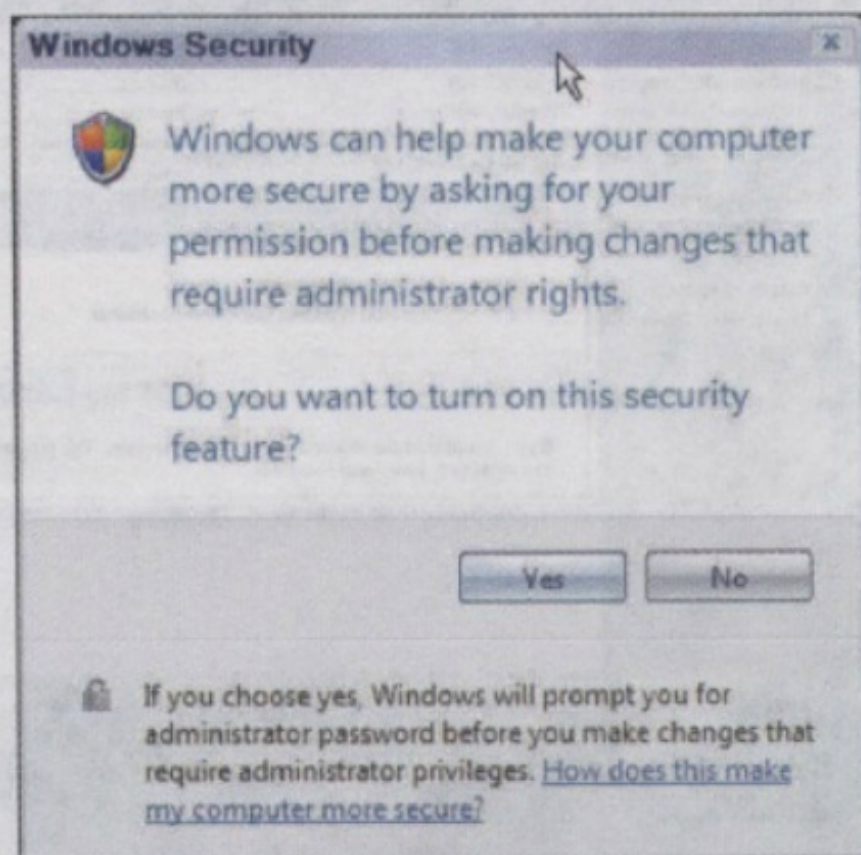 Windows Security
Windows can help make your computer
more secure by asking for your
permission before making changes that
require administrator rights.
Do you want to turn on this security
feature?
Yes No
If you choose yes, Windows will prompt you for
administrator password before you make changes that
require administrator privileges. How does this make
my computer more secure?